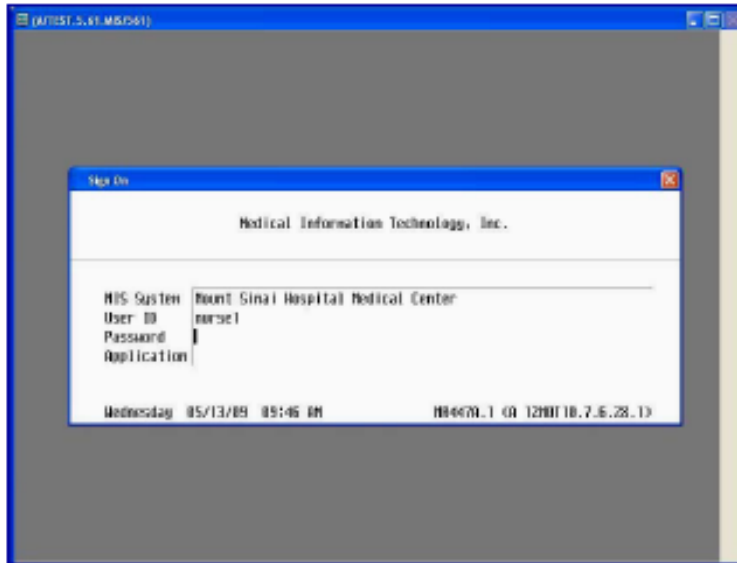 Sign On
Medical Information Technology, Inc.
MIS System Mount Sinai Hospital Medical Center
User ID nurse1
Password
Application
Wednesday 05/13/09 09:46 AM